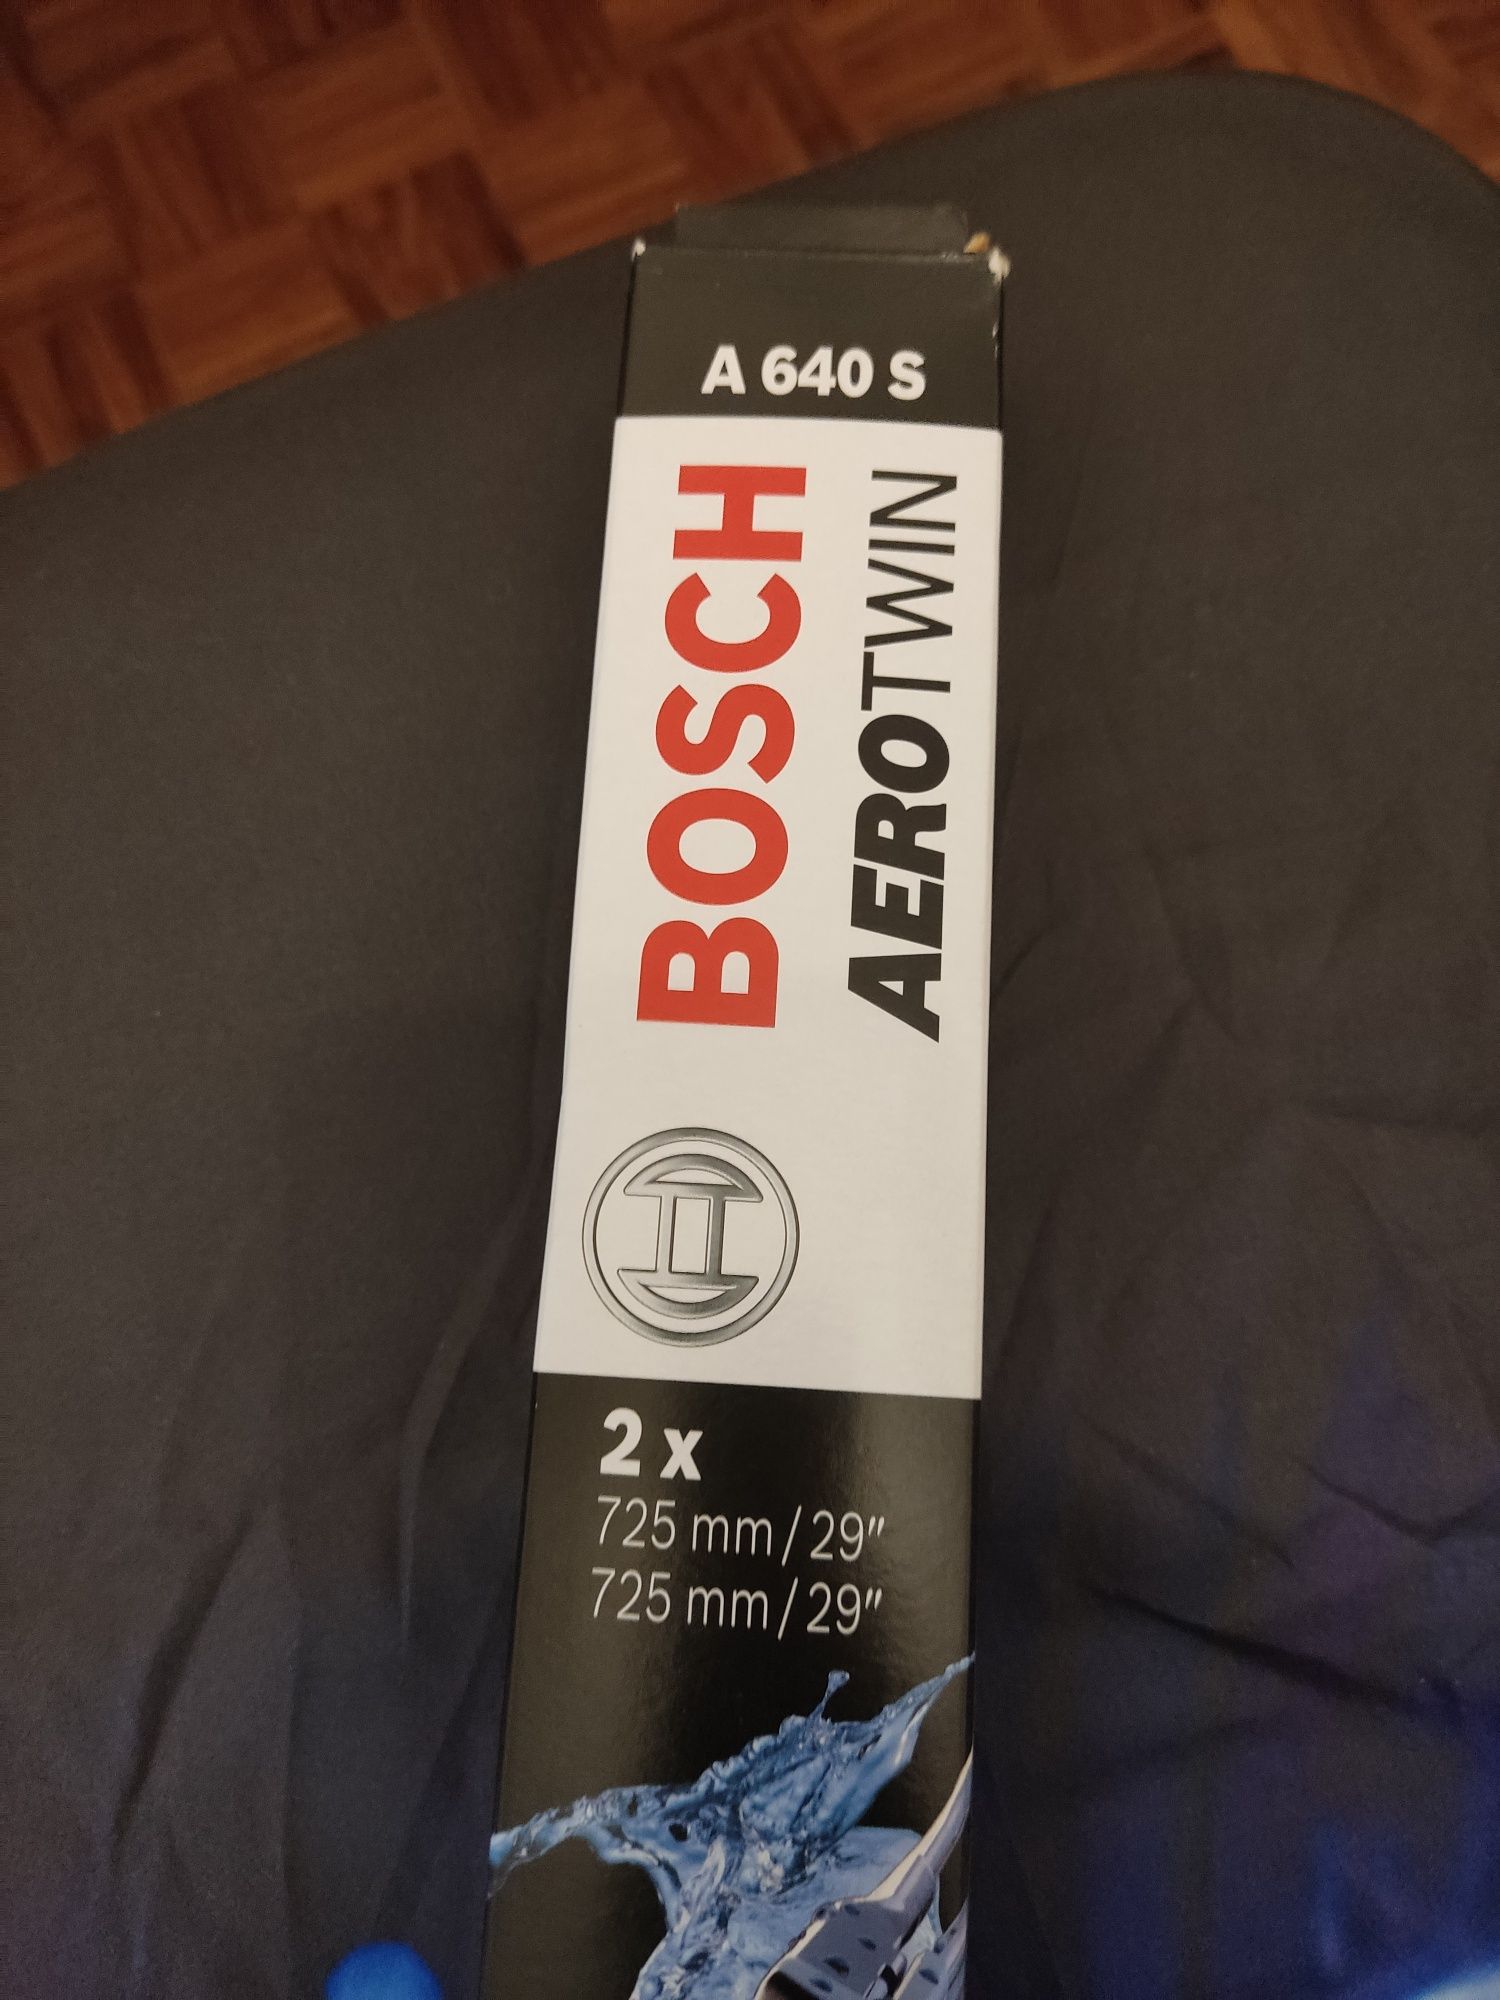 A 640 S
BOSCH
AEROTWIN
2 x
725 mm / 29"
725 mm / 29"